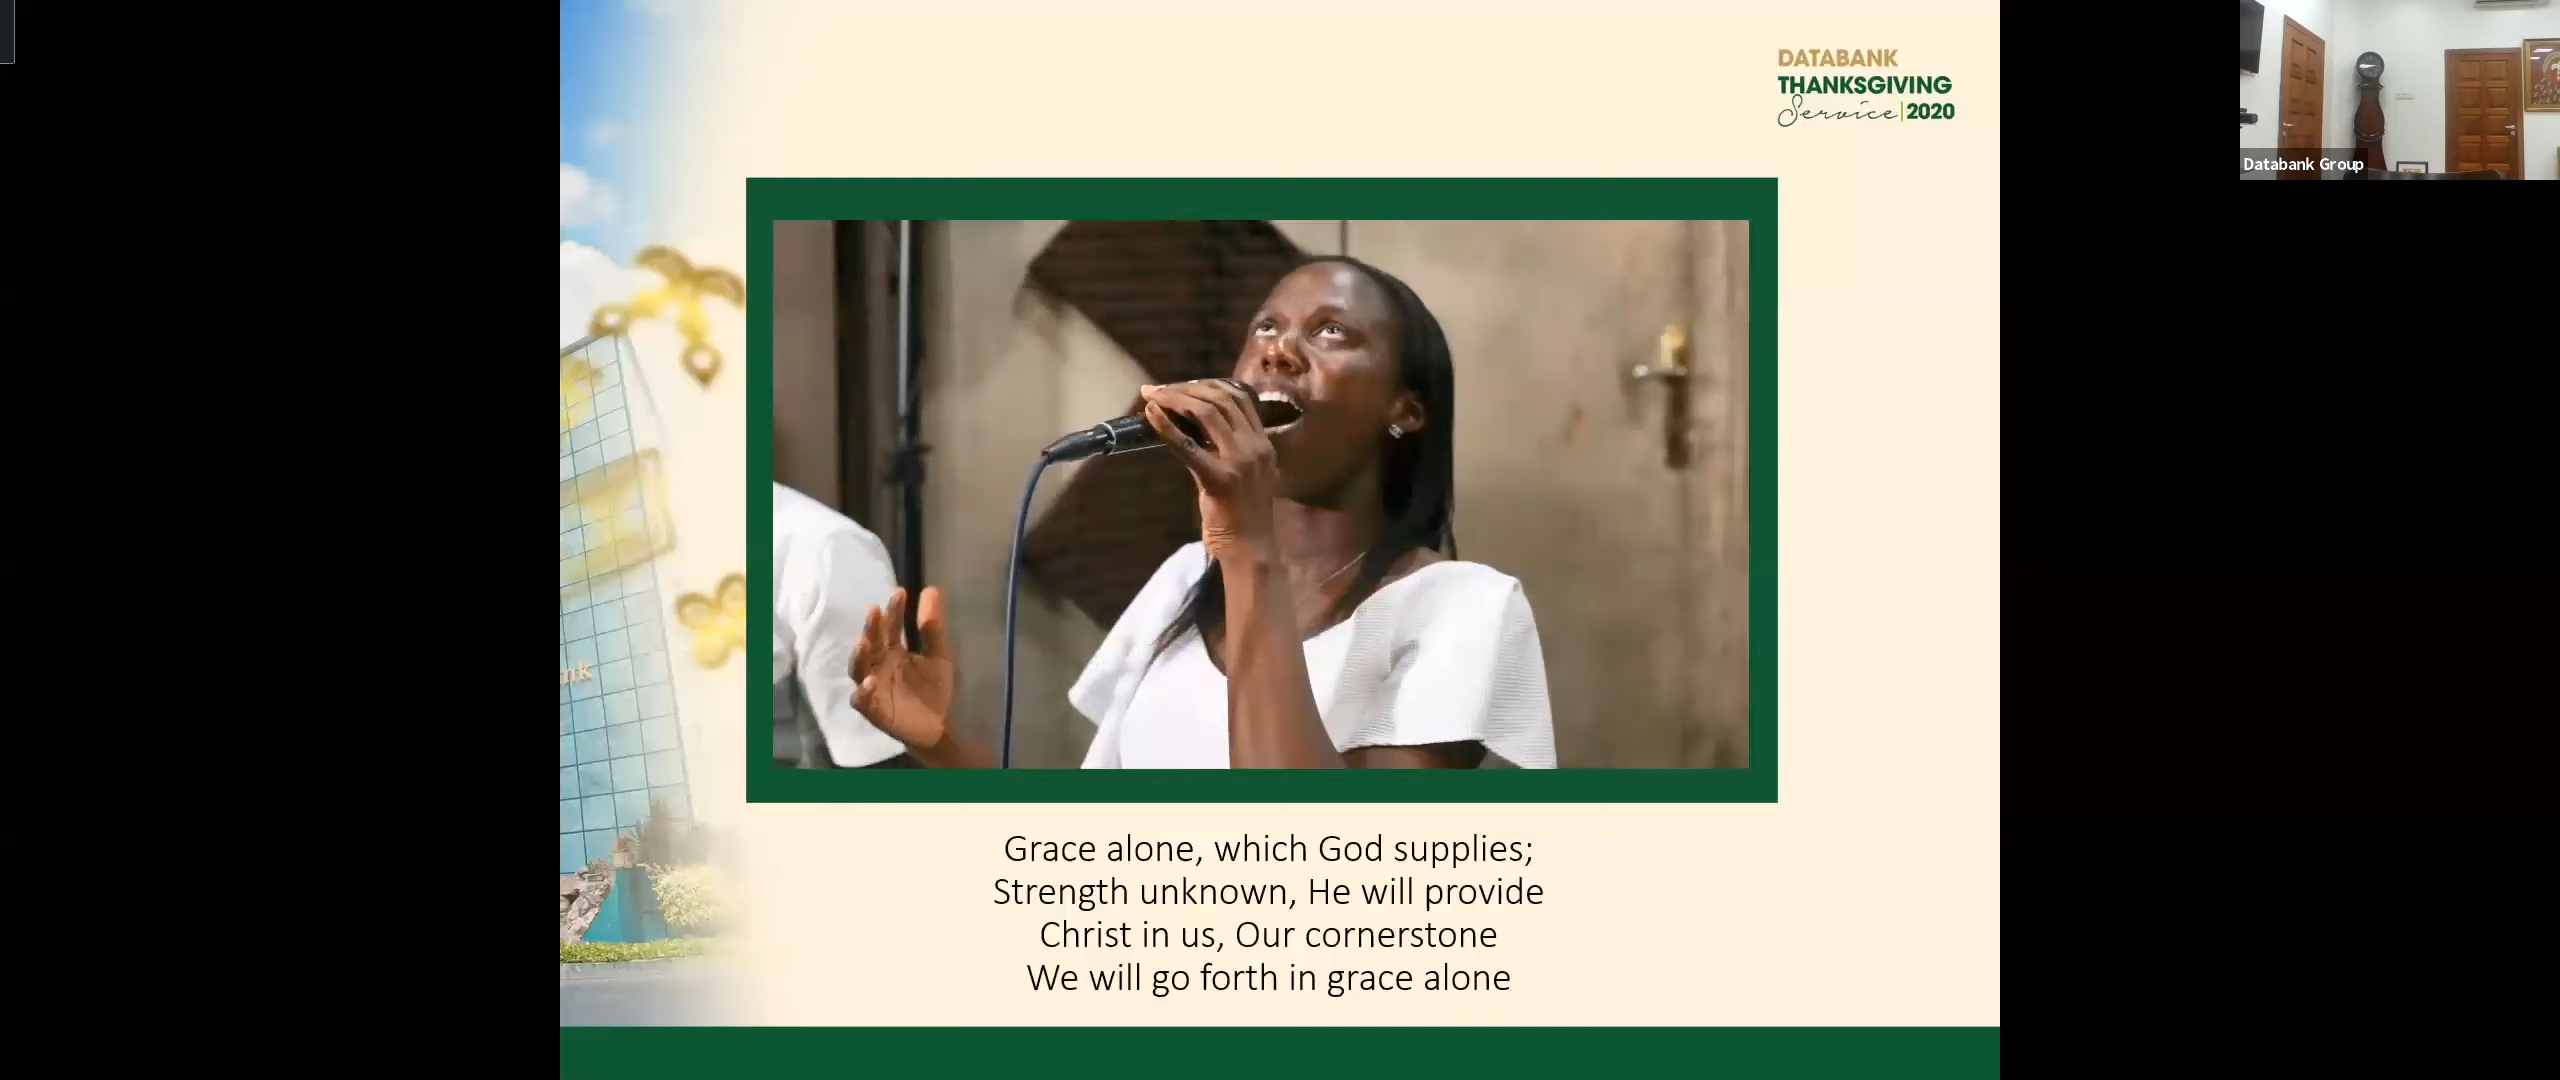 DATABANK
THANKSGIVING
Service | 2020
Databank Group
nk
Grace alone, which God supplies;
Strength unknown, He will provide
Christ in us, Our cornerstone
We will go forth in grace alone